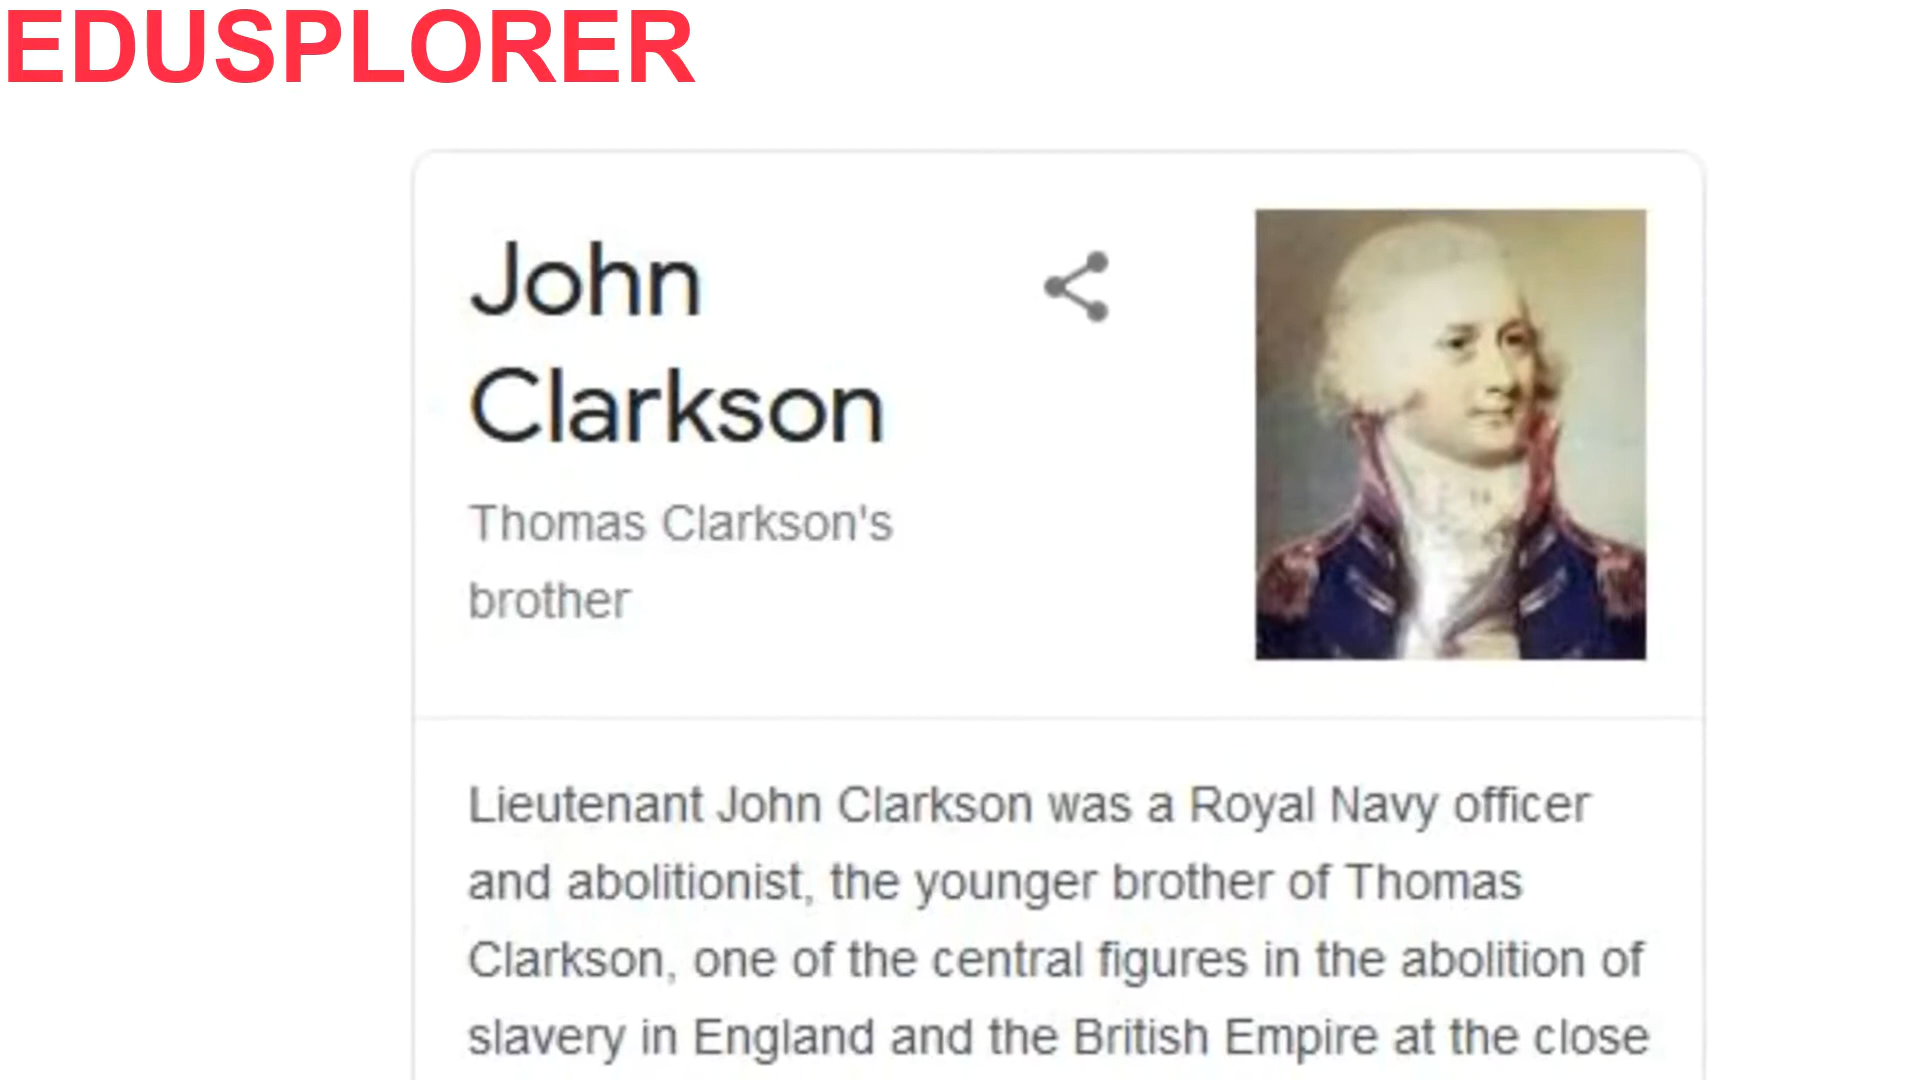 EDUSPLORER
John
Clarkson
Thomas Clarkson's
brother
Lieutenant John Clarkson was a Royal Navy officer
and abolitionist, the younger brother of Thomas
Clarkson, one of the central figures in the abolition of
slavery in England and the British Empire at the close